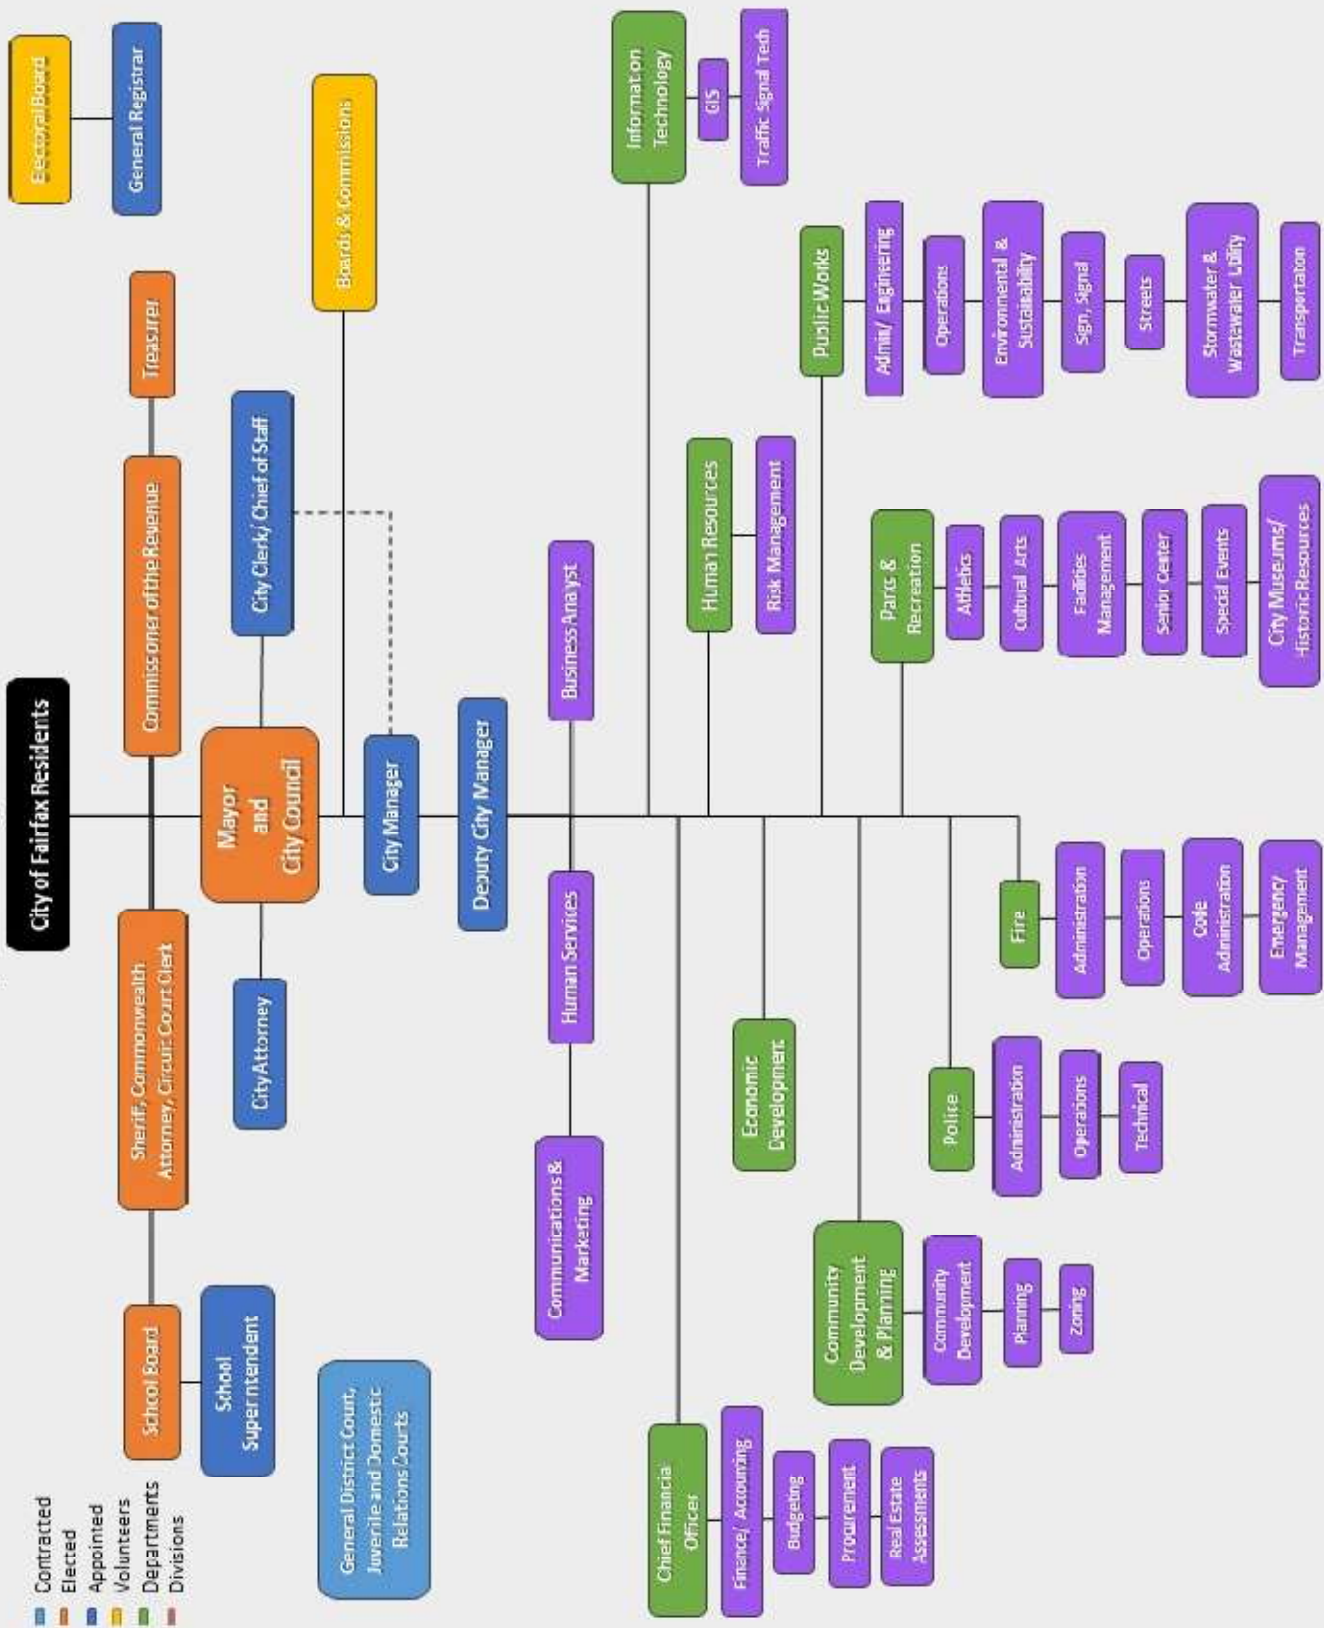 Contracted
Elected
Appointed
Volunteers
Departments
Divisions
City of Fairfax Residents
Electoral Board
General Registrar
School Board
School
Superintendent
Sheriff, Commonwealth
Attorney, Circuit Court Clerk
Commissioner of the Revenue
Treasurer
City Attorney
Mayor
and
City Council
City Clerk/ Chief of Staff
General District Court,
Juvenile and Domestic
Relations Courts
Boards & Commissions
City Manager
Deputy City Manager
Communications &
Marketing
Human Services
Business Analyst
Chief Financial
Officer
Finance/ Accounting
Budgeting
Procurement
Real Estate
Assessments
Economic
Development
Community
Development
& Planning
Community
Development
Planning
Zoning
Police
Administration
Operations
Technical
Fire
Administration
Operations
Code
Administration
Emergency/
Management
Parks &
Recreation
Athletics
Cultural Arts
Facilities
Management
Senior Center
Special Events
City Museums/
Historic Resources
Human Resources
Risk Management
Public Works
Admin/ Engineering
Operations
Environmental &
Sustainability
Sign, Signal
Streets
Stormwater &
Wastewater Utility
Transportation
Information
Technology
GIS
Traffic Signal Tech